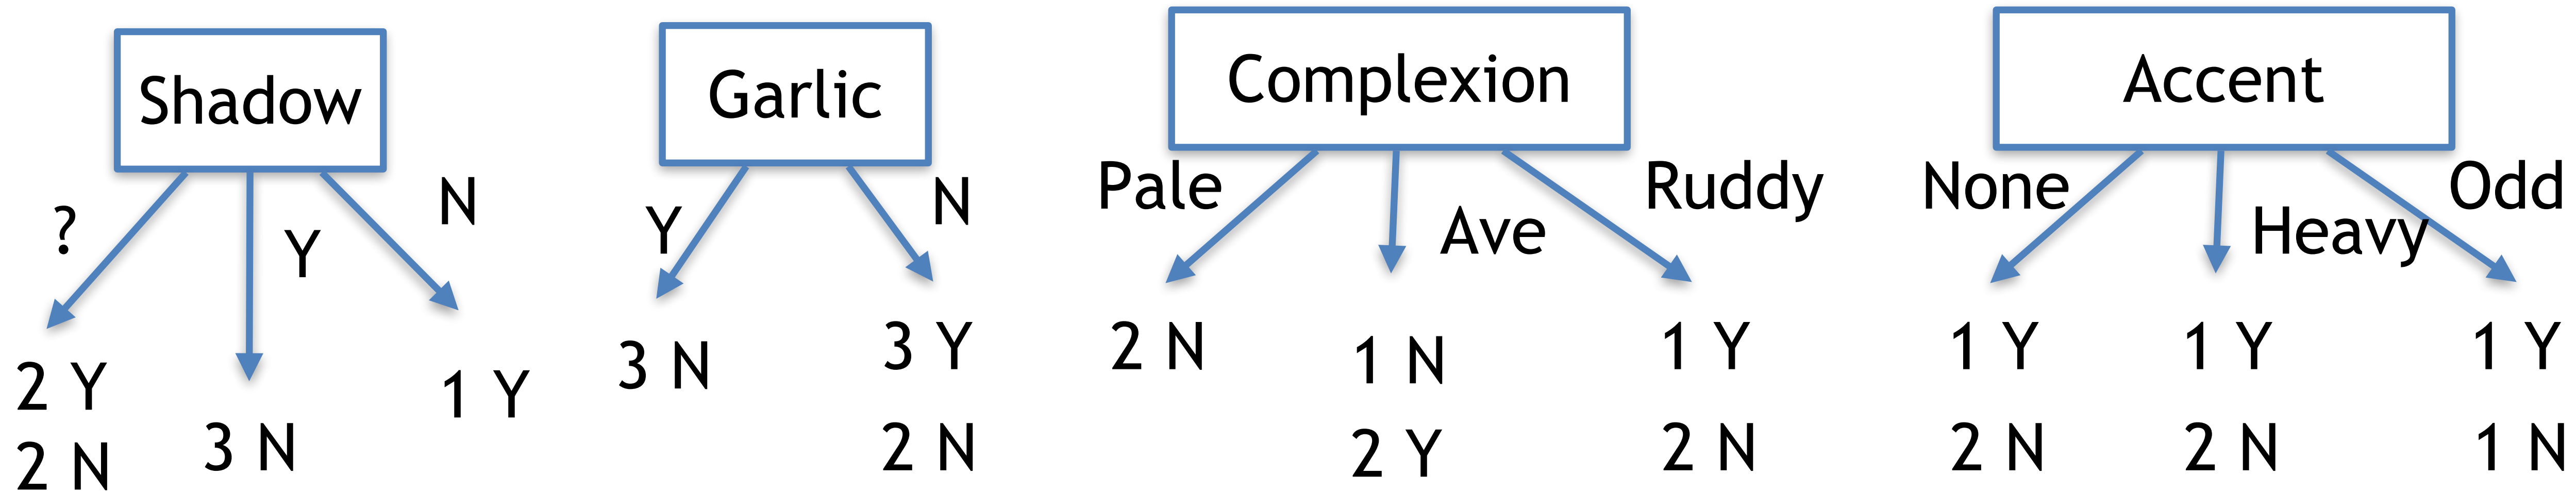 Shadow
?
Y
N
2 Y
2 N
3 N
1 Y
Garlic
Y
N
3 N
3 Y
2 N
Complexion
Pale
Ave
Ruddy
2 N
1 N
2 Y
1 Y
2 N
Accent
None
Heavy
Odd
1 Y
2 N
1 Y
2 N
1 Y
1 N